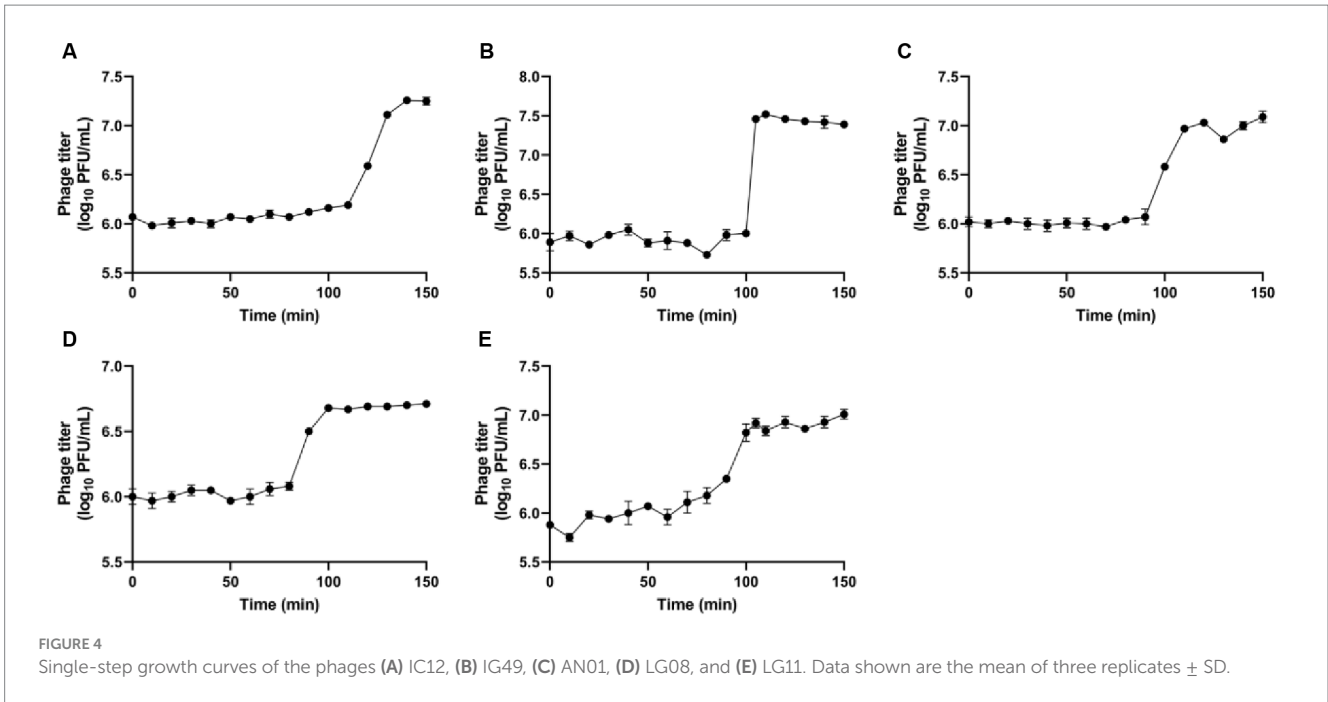 A
7.5
7.0
6.5
6.0
5.5
Phage titer
(log10 PFU/mL)
0
50
100
150
Time (min)
B
8.0
7.5
7.0
6.5
6.0
5.5
Phage titer
(log10 PFU/mL)
0
50
100
150
Time (min)
C
7.5
7.0
6.5
6.0
5.5
Phage titer
(log10 PFU/mL)
0
50
100
150
Time (min)
D
7.0
6.5
6.0
5.5
Phage titer
(log10 PFU/mL)
0
50
100
150
Time (min)
E
7.5
7.0
6.5
6.0
5.5
Phage titer
(log10 PFU/mL)
0
50
100
150
Time (min)
FIGURE 4
Single-step growth curves of the phages (A) IC12, (B) IG49, (C) AN01, (D) LG08, and (E) LG11. Data shown are the mean of three replicates ± SD.